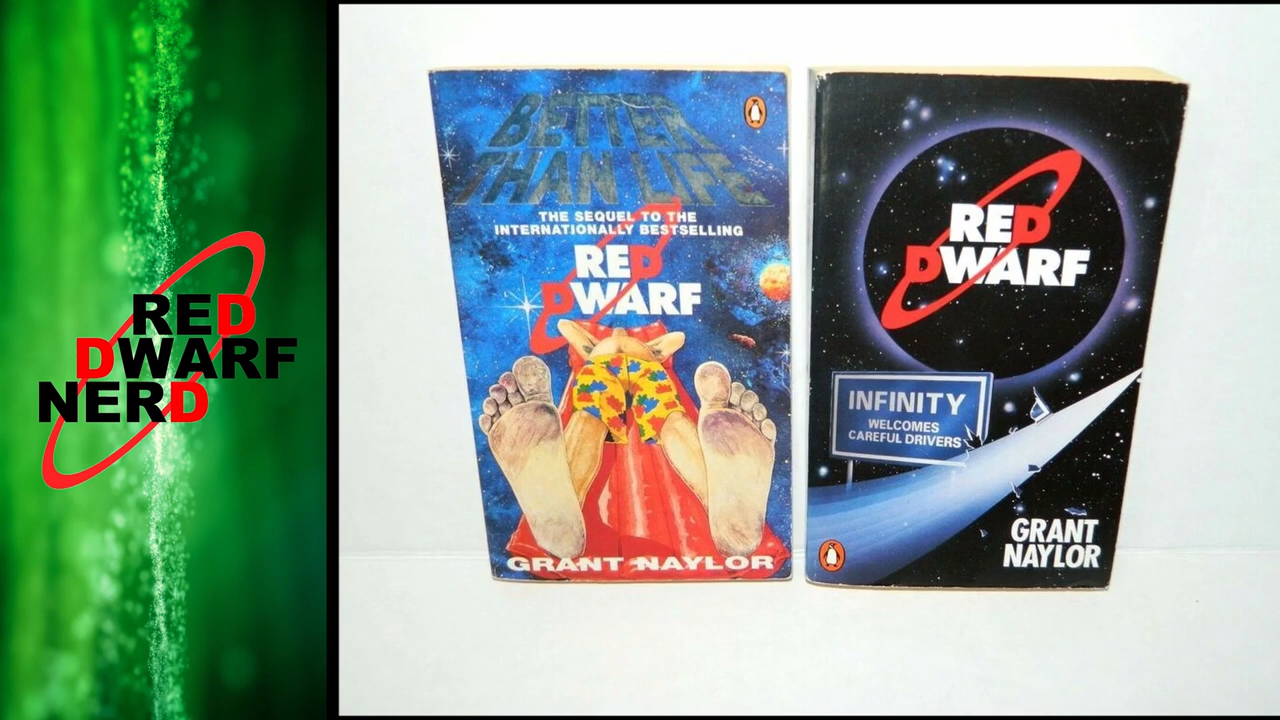 RED
DWARF
NERD
BETTER
THAN LIFE
THE SEQUEL TO THE
INTERNATIONALLY BESTSELLING
RED
DWARF
GRANT NAYLOR
RED
DWARF
INFINITY
WELCOMES
CAREFUL DRIVERS
GRANT
NAYLOR